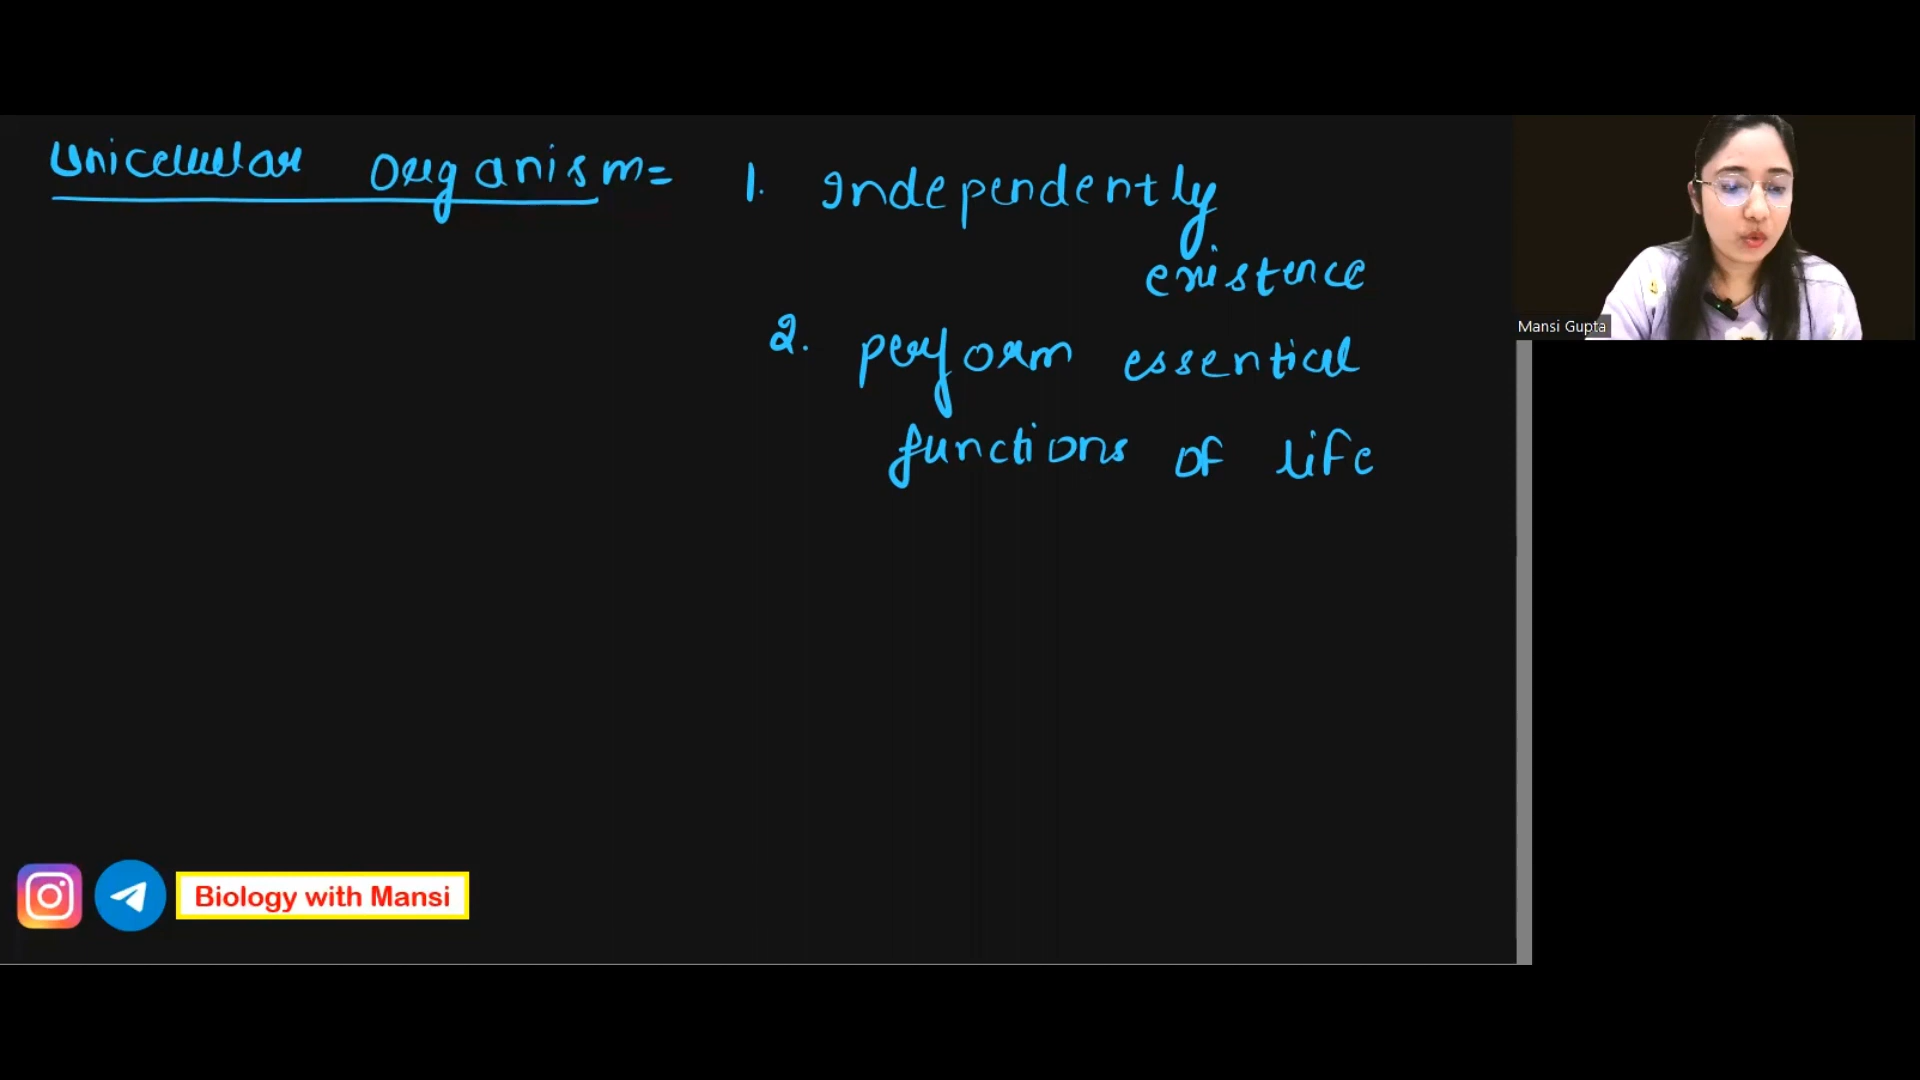 Unicellular Organism =
1. Independently
existence
2. perform essential
functions of life
Mansi Gupta
Biology with Mansi